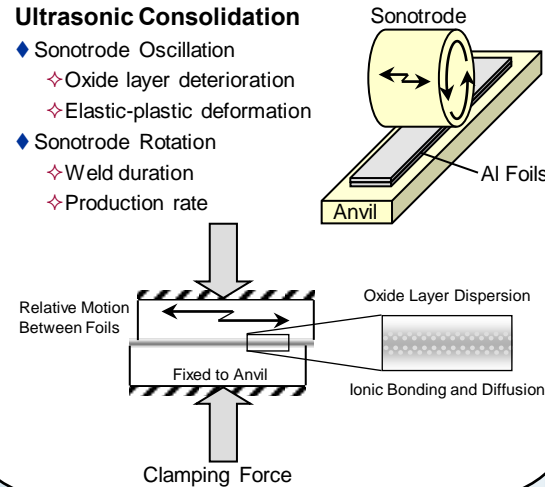 Ultrasonic Consolidation
Sonotrode Oscillation
Oxide layer deterioration
Elastic-plastic deformation
Sonotrode Rotation
Weld duration
Production rate
Sonotrode
Al Foils
Anvil
Relative Motion
Between Foils
Fixed to Anvil
Clamping Force
Oxide Layer Dispersion
Ionic Bonding and Diffusion